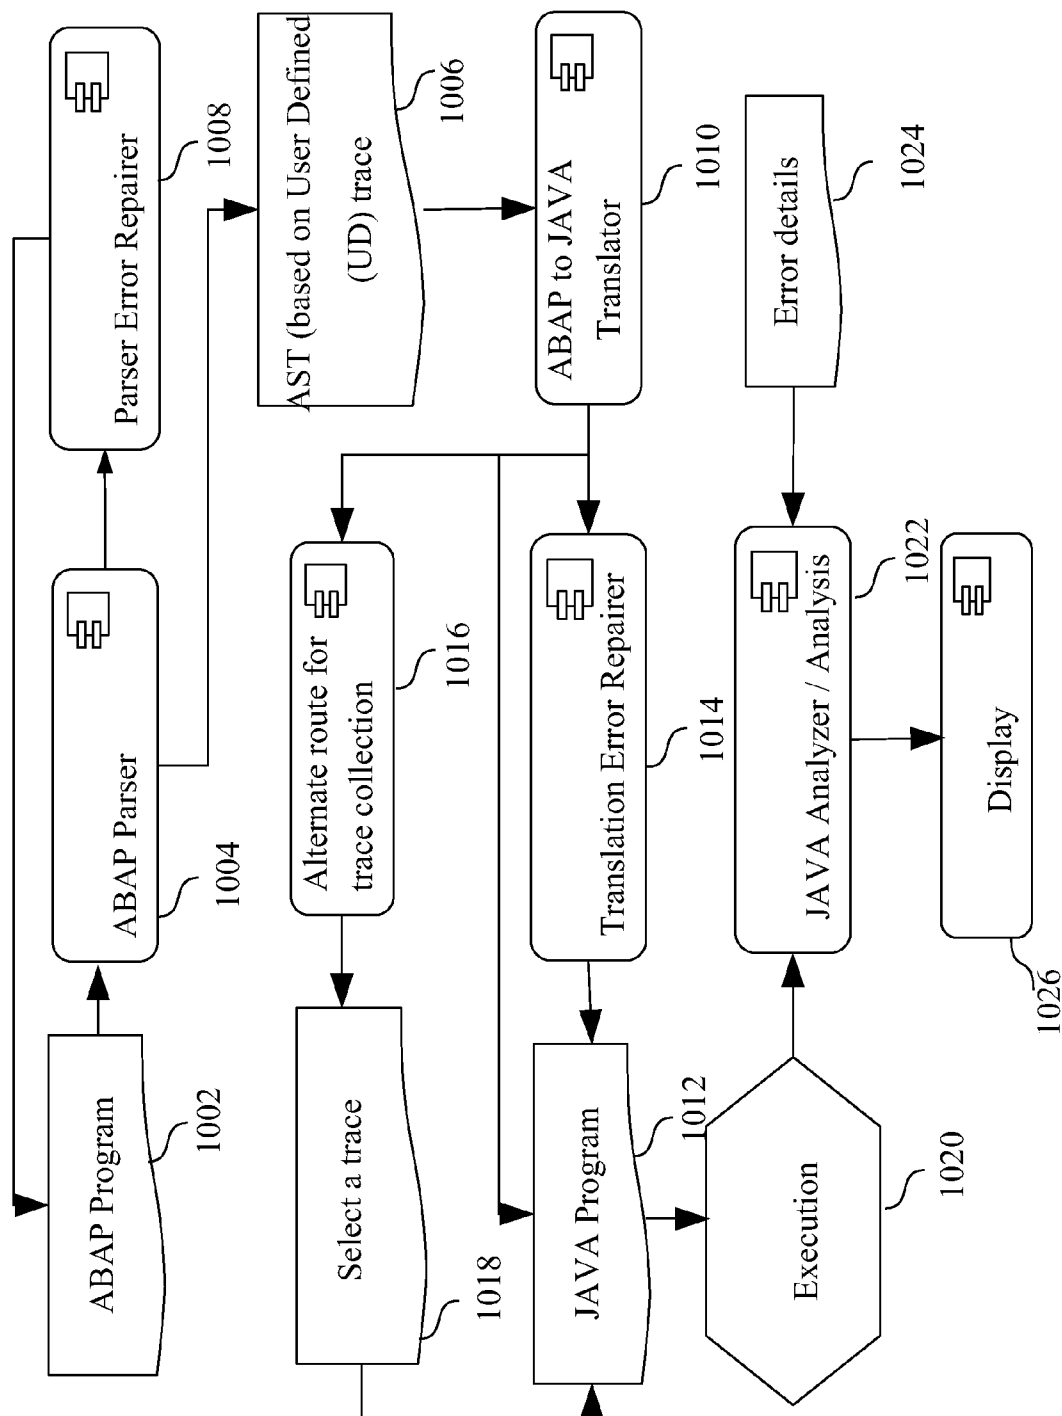 ABAP Program
1002
ABAP Parser
1004
Parser Error Repairer
1008
Select a trace
1018
Alternate route for
trace collection
1016
AST (based on User Defined
(UD) trace
1006
JAVA Program
1012
Translation Error Repairer
1014
ABAP to JAVA
Translator
1010
Execution
1020
JAVA Analyzer / Analysis
1022
Error details
1024
Display
1026